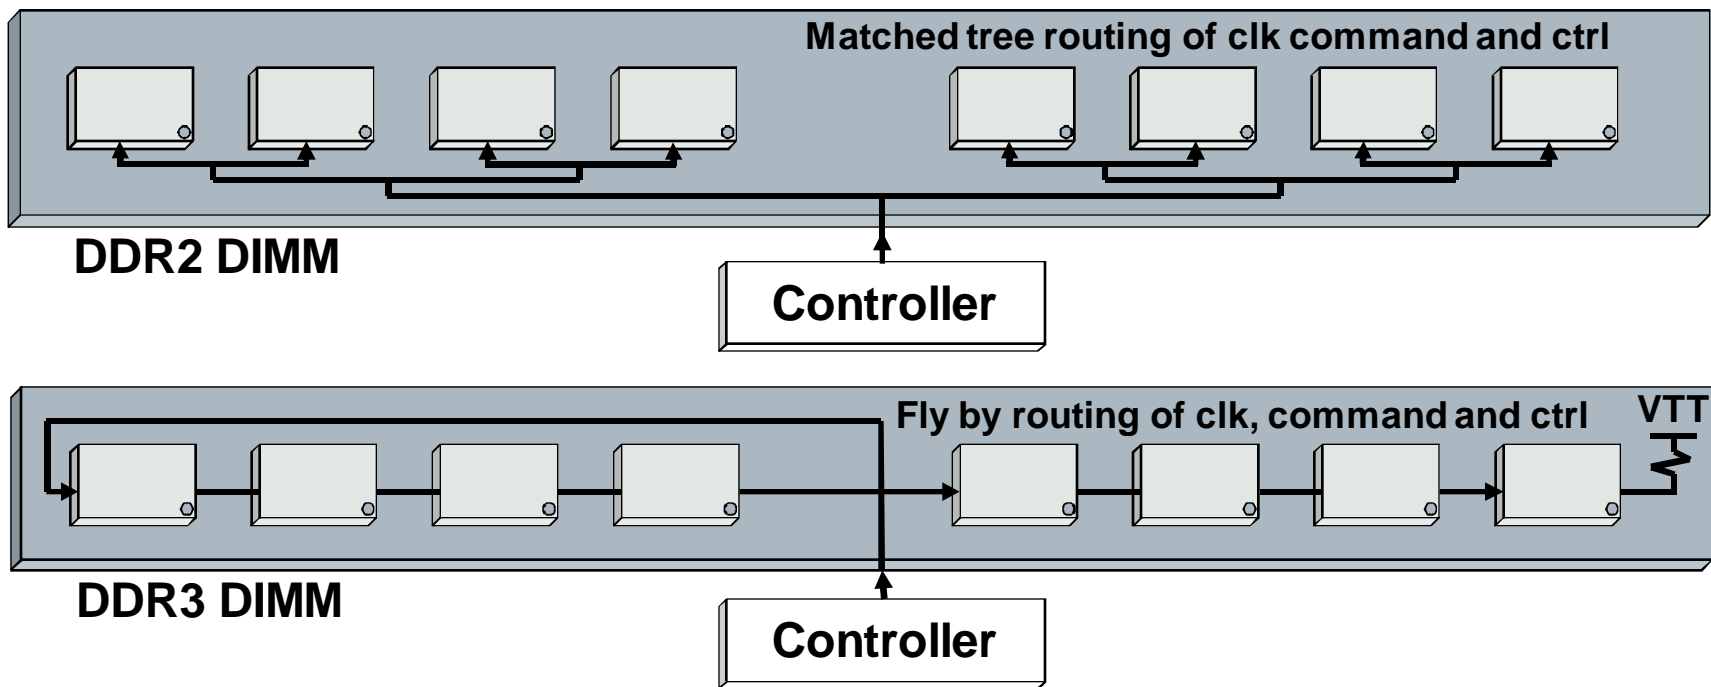 Matched tree routing of clk command and ctrl
DDR2 DIMM
Controller
Fly by routing of clk, command and ctrl
VTT
DDR3 DIMM
Controller